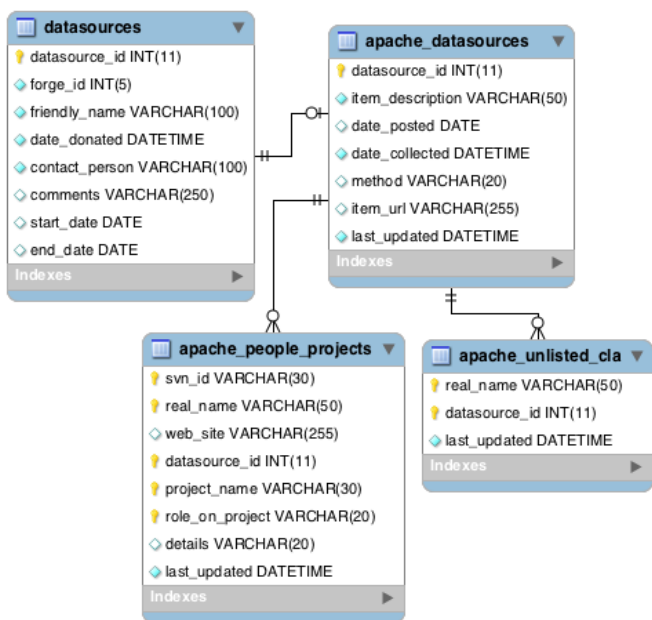 datasources
datasource_id INT(11)
forge_id INT(5)
friendly_name VARCHAR(100)
date_donated DATETIME
contact_person VARCHAR(100)
comments VARCHAR(250)
start_date DATE
end_date DATE
Indexes
apache_datasources
datasource_id INT(11)
item_description VARCHAR(50)
date_posted DATE
date_collected DATETIME
method VARCHAR(20)
item_url VARCHAR(255)
last_updated DATETIME
Indexes
apache_people_projects
svn_id VARCHAR(30)
real_name VARCHAR(50)
web_site VARCHAR(255)
datasource_id INT(11)
project_name VARCHAR(30)
role_on_project VARCHAR(20)
details VARCHAR(20)
last_updated DATETIME
Indexes
apache_unlisted_cla
real_name VARCHAR(50)
datasource_id INT(11)
last_updated DATETIME
Indexes